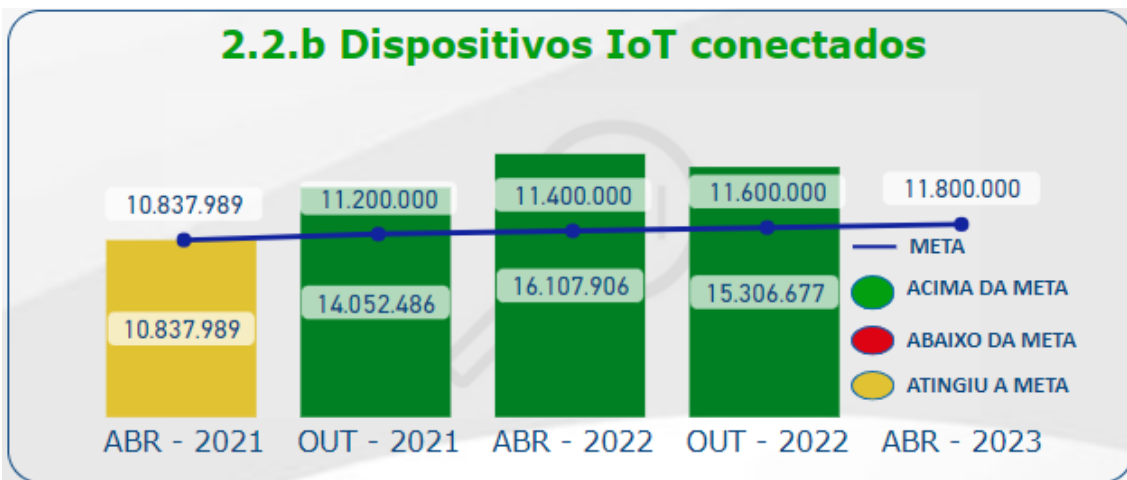 2.2.b Dispositivos IoT conectados
10.837.989
11.200.000
11.400.000
11.600.000
11.800.000
META
10.837.989
14.052.486
16.107.906
15.306.677
ACIMA DA META
ABAIXO DA META
ATINGIU A META
ABR - 2021
OUT - 2021
ABR - 2022
OUT - 2022
ABR - 2023